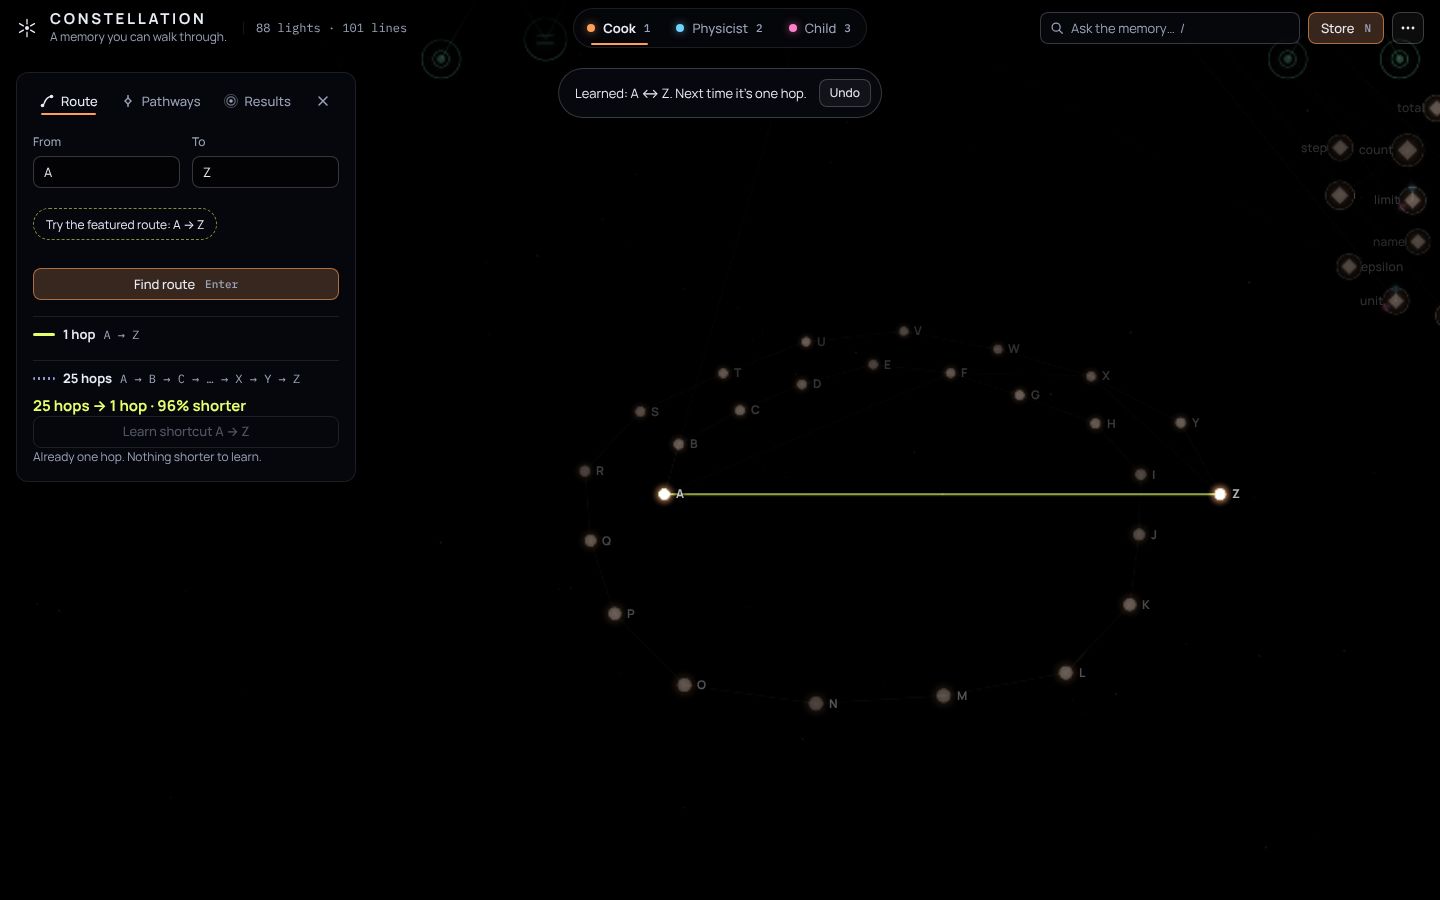 CONSTELLATION
A memory you can walk through.
88 lights · 101 lines
Cook 1
Physicist 2
Child 3
Ask the memory… /
Store N
Route
Pathways
Results
From
To
A
Z
Try the featured route: A → Z
Find route Enter
1 hop A → Z
25 hops A → B → C → … → X → Y → Z
25 hops → 1 hop · 96% shorter
Learn shortcut A → Z
Already one hop. Nothing shorter to learn.
Learned: A ↔ Z. Next time it's one hop.
Undo
total
step
count
limit
name
epsilon
unit
V
U
W
E
T
F
X
D
G
S
C
H
Y
B
R
I
A
Z
Q
J
K
P
L
O
M
N